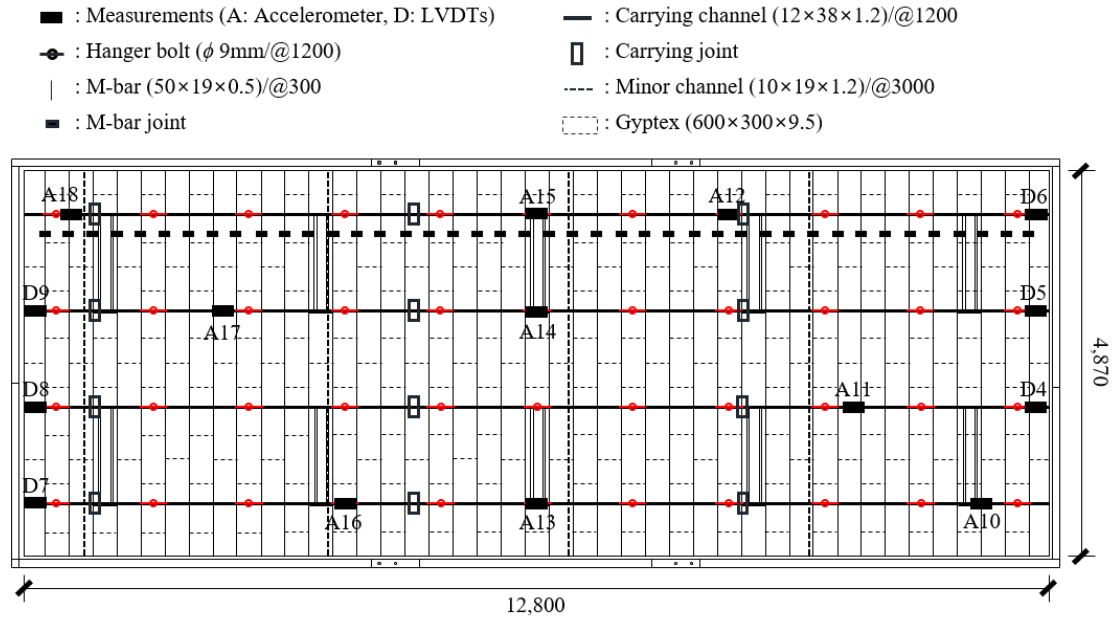 : Measurements (A: Accelerometer, D: LVDTs)
: Carrying channel (12×38×1.2)/@1200
: Hanger bolt (ϕ 9mm/@1200)
: Carrying joint
: M-bar (50×19×0.5)/@300
: Minor channel (10×19×1.2)/@3000
: M-bar joint
: Gyptex (600×300×9.5)
A18
A15
A12
D6
D9
A17
A14
D5
D8
A11
D4
D7
A16
A13
A10
4,870
12,800